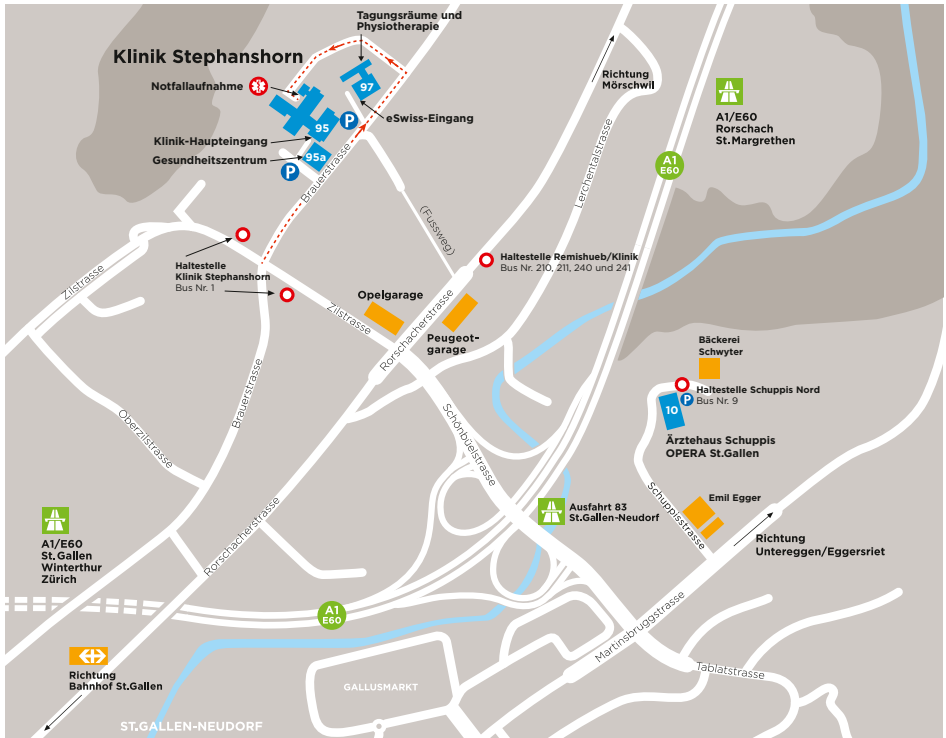 Tagungsräume und
Physiotherapie
Klinik Stephanshorn
Notfallaufnahme
97
eSwiss-Eingang
Klinik-Haupteingang
95
P
Gesundheitszentrum
95a
P
Brauerstrasse
Richtung
Mörschwil
A1/E60
Rorschach
St.Margrethen
A1
E60
Lerchentalstrasse
(Fussweg)
Haltestelle Remishueb/Klinik
Bus Nr. 210, 211, 240 und 241
Haltestelle
Klinik Stephanshorn
Bus Nr. 1
Zilstrasse
Zilstrasse
Opelgarage
Peugeot-
garage
Rorschacherstrasse
Bäckerei
Schwyter
Haltestelle Schuppis Nord
P
Bus Nr. 9
10
Ärztehaus Schuppis
OPERA St.Gallen
Brauerstrasse
Oberzilstrasse
Schönbüelstrasse
Schuppisstrasse
Emil Egger
Ausfahrt 83
St.Gallen-Neudorf
Richtung
Untereggen/Eggersriet
A1/E60
St.Gallen
Winterthur
Zürich
Rorschacherstrasse
A1
E60
Martinsbruggstrasse
Tablatstrasse
Richtung
Bahnhof St.Gallen
GALLUSMARKT
ST.GALLEN-NEUDORF